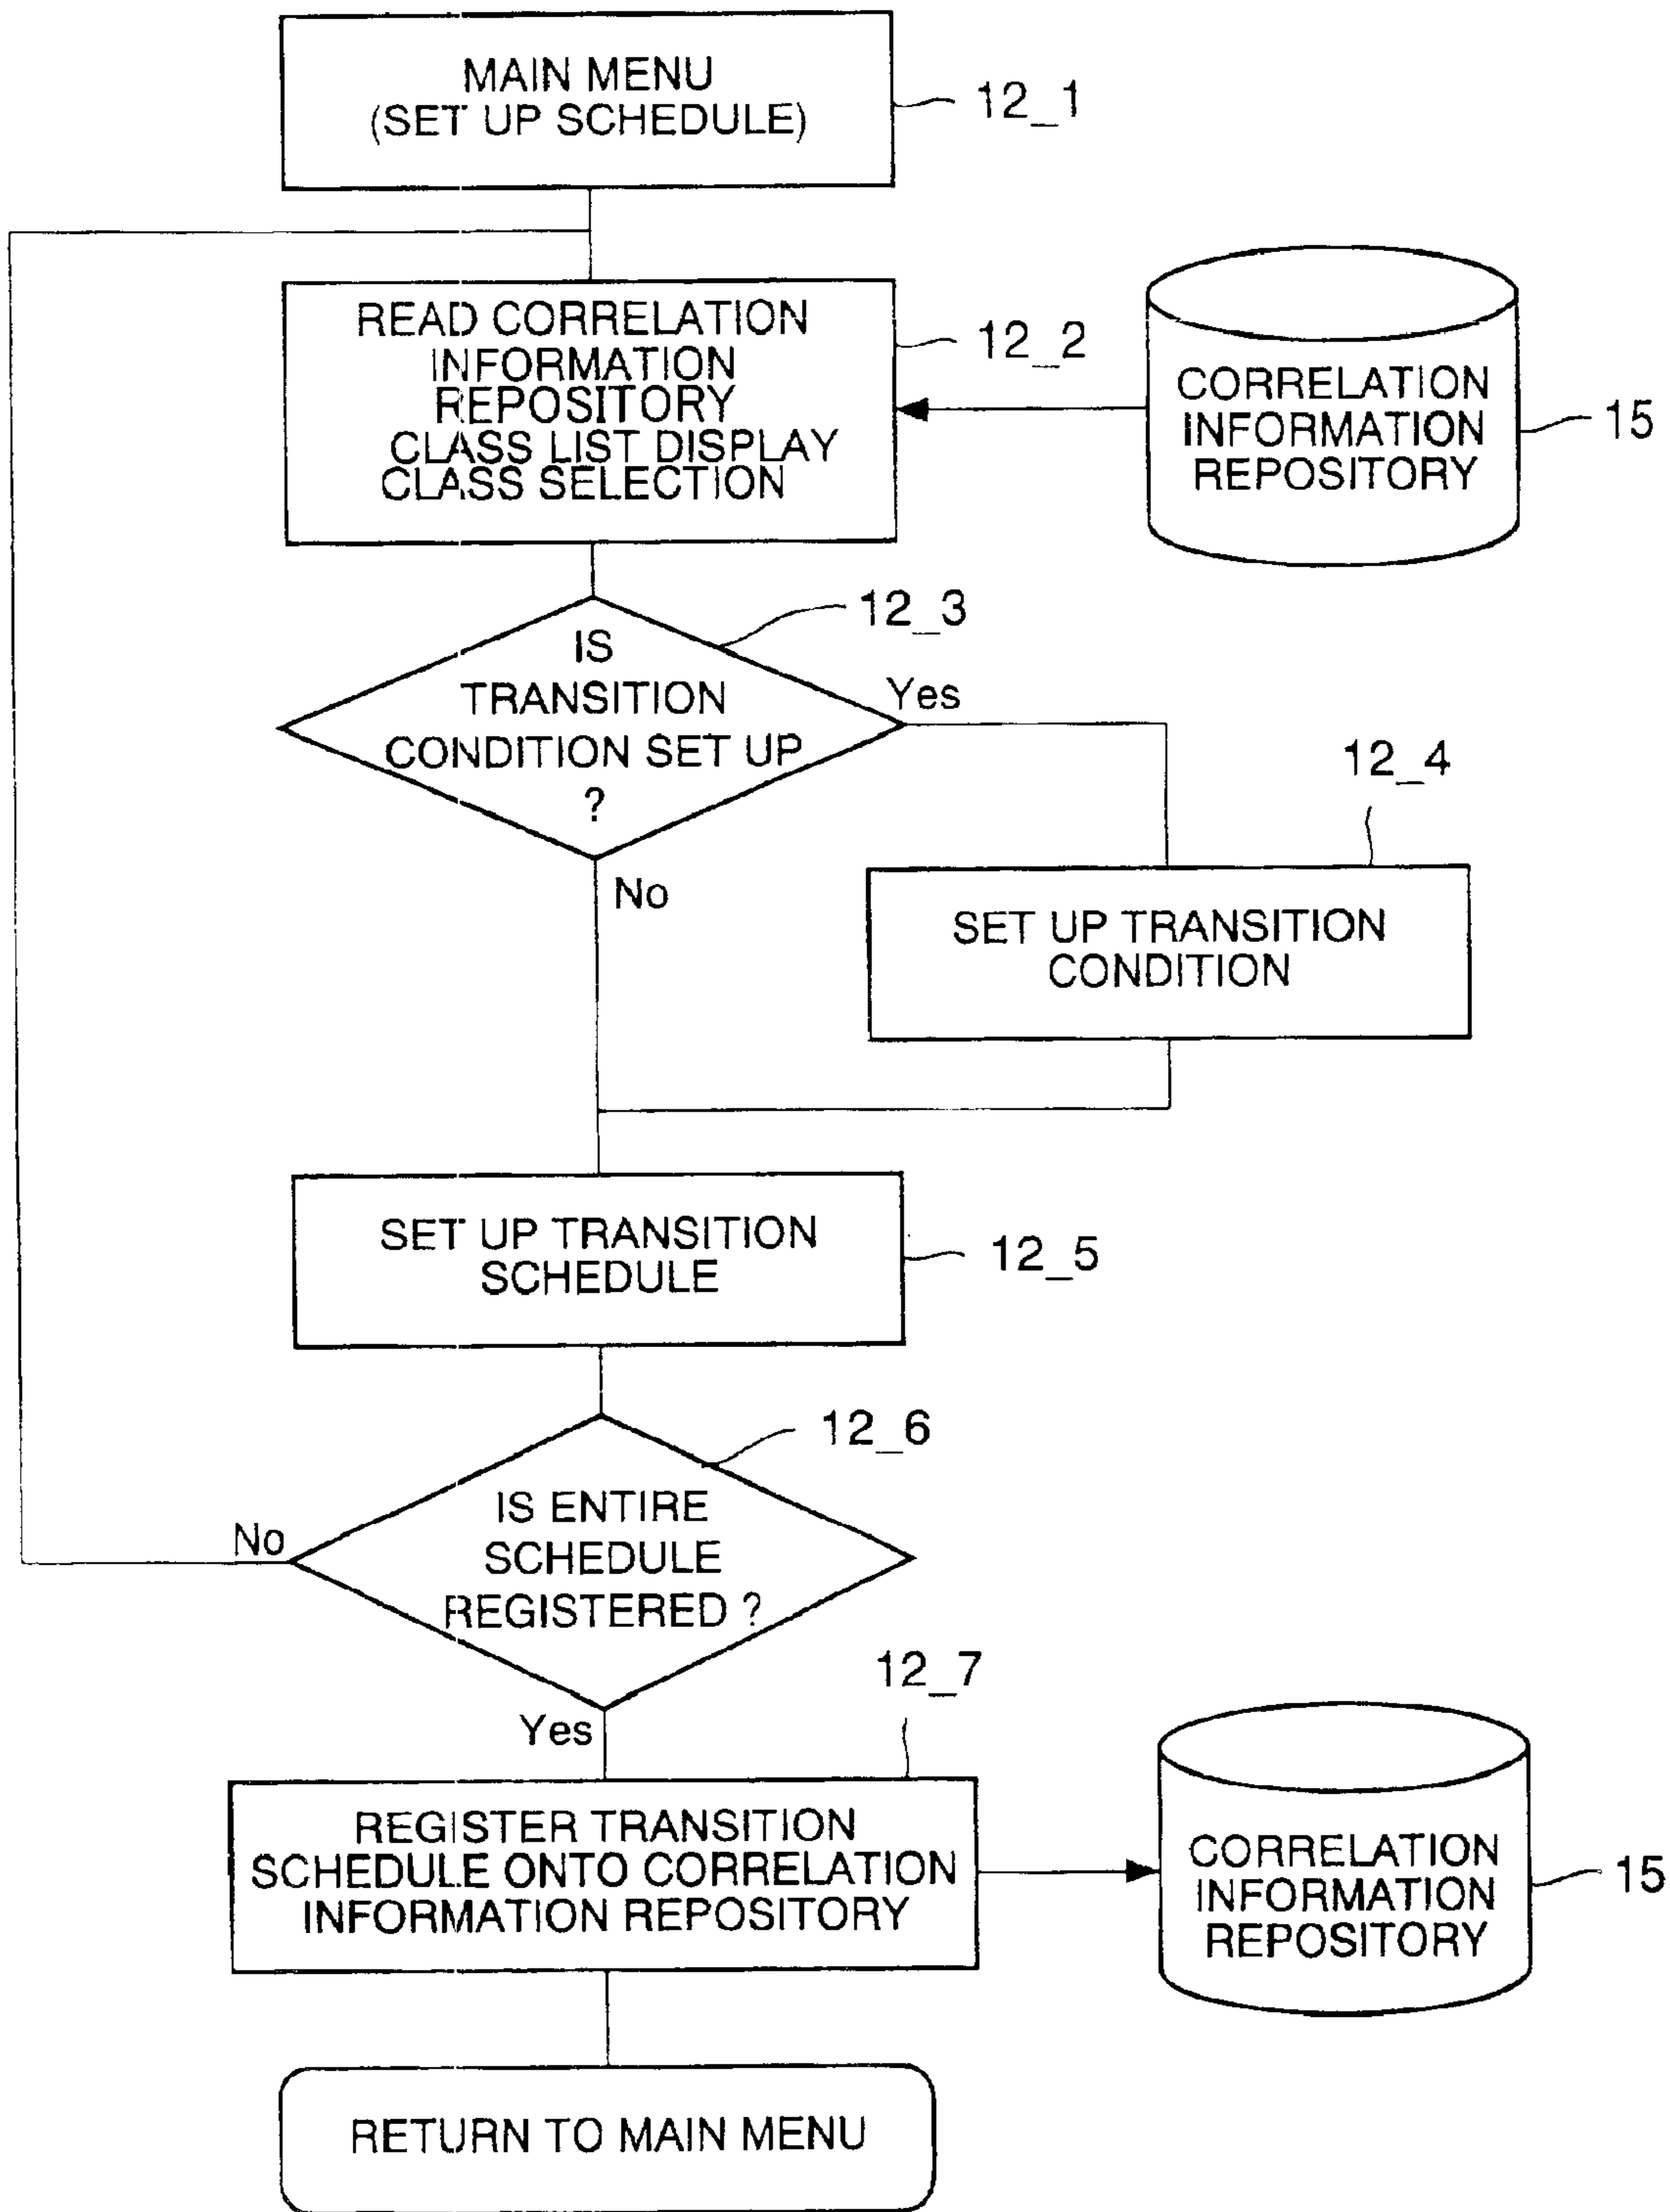 MAIN MENU
(SET UP SCHEDULE)
12_1
READ CORRELATION
INFORMATION
REPOSITORY
CLASS LIST DISPLAY
CLASS SELECTION
12_2
CORRELATION
INFORMATION
REPOSITORY
15
12_3
IS
TRANSITION
CONDITION SET UP
?
Yes
No
12_4
SET UP TRANSITION
CONDITION
SET UP TRANSITION
SCHEDULE
12_5
12_6
IS ENTIRE
SCHEDULE
REGISTERED ?
No
Yes
12_7
REGISTER TRANSITION
SCHEDULE ONTO CORRELATION
INFORMATION REPOSITORY
CORRELATION
INFORMATION
REPOSITORY
15
RETURN TO MAIN MENU